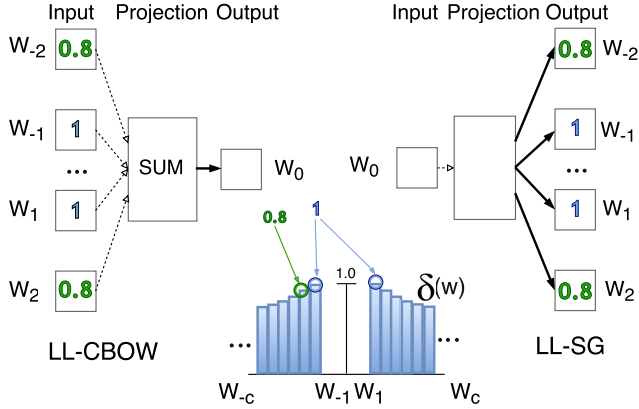 Input Projection Output
W-2 0.8
W-1 1
...
SUM
W0
W1 1
W2 0.8
LL-CBOW
Input Projection Output
0.8 W-2
1 W-1
...
W0
1 W1
0.8 W2
LL-SG
0.8 1
1.0
δ(w)
... ...
W-c W-1 W1 Wc